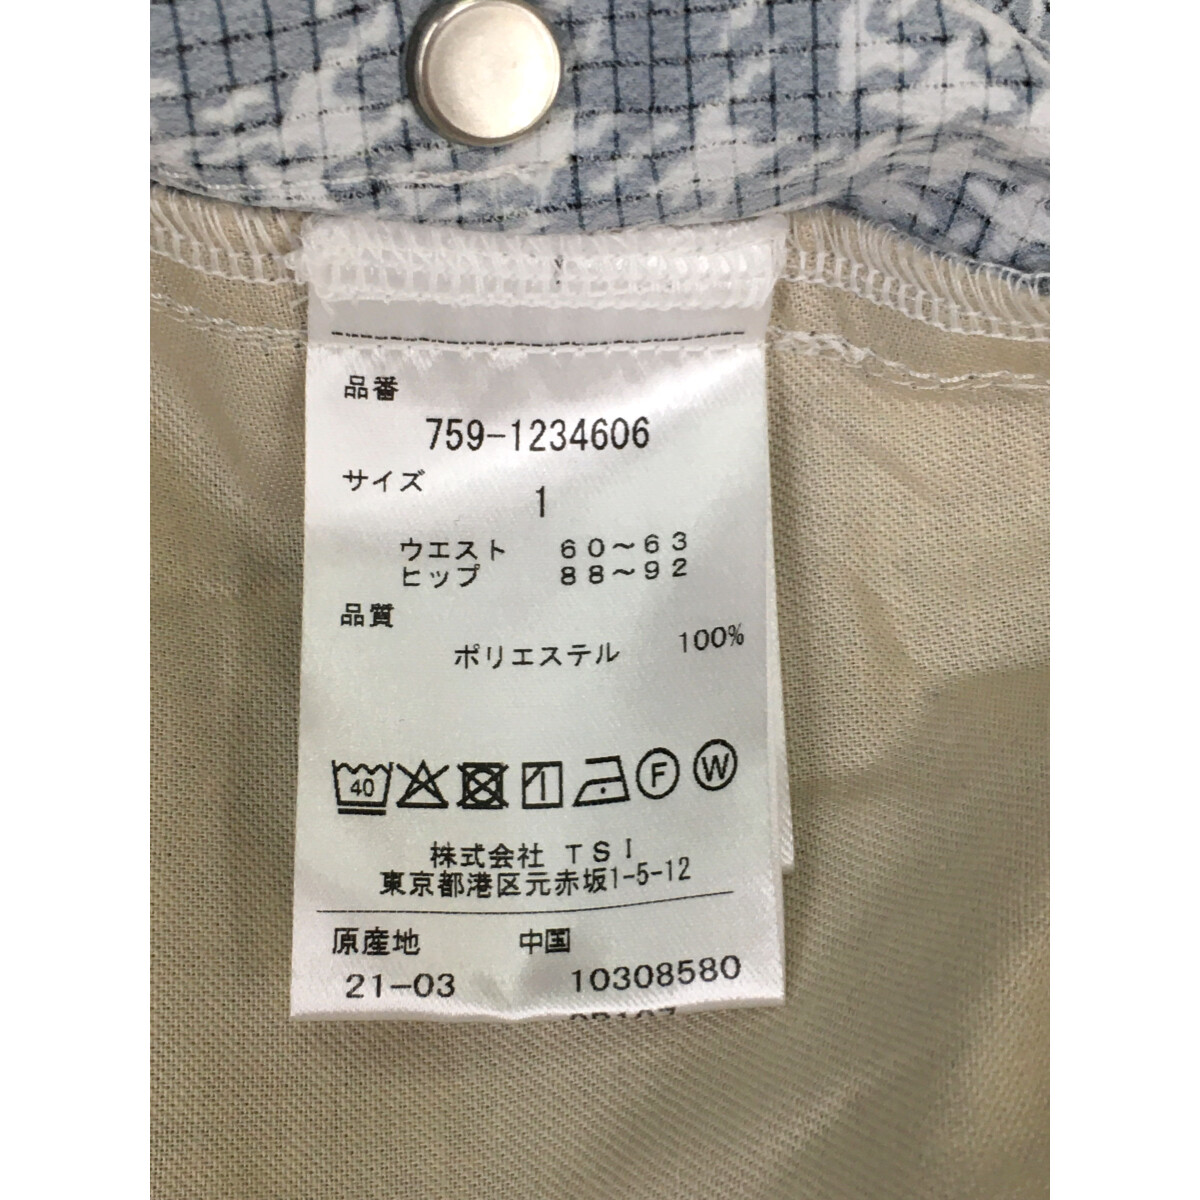 品番
759-1234606
サイズ
1
ウエスト 60～63
ヒップ 88～92
品質
ポリエステル 100%
40 F W
株式会社 TSI
東京都港区元赤坂1-5-12
原産地 中国
21-03 10308580